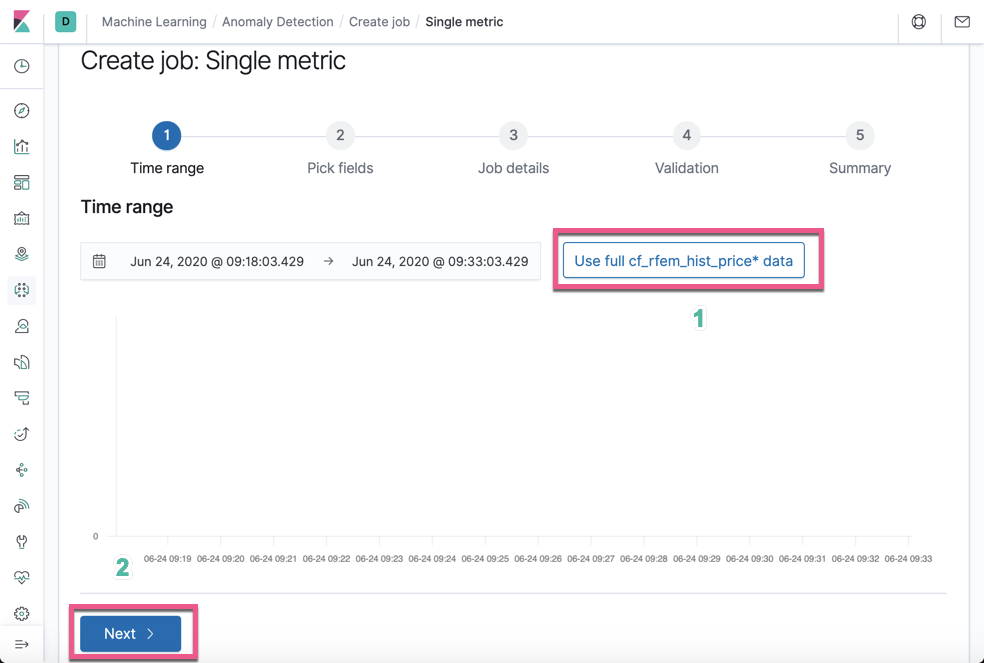 D Machine Learning / Anomaly Detection / Create job / Single metric
Create job: Single metric
1 2 3 4 5
Time range Pick fields Job details Validation Summary
Time range
Jun 24, 2020 @ 09:18:03.429 → Jun 24, 2020 @ 09:33:03.429 Use full cf_rfem_hist_price* data
1
0
06-24 09:19 06-24 09:20 06-24 09:21 06-24 09:22 06-24 09:23 06-24 09:24 06-24 09:25 06-24 09:26 06-24 09:27 06-24 09:28 06-24 09:29 06-24 09:30 06-24 09:31 06-24 09:32 06-24 09:33
2
Next